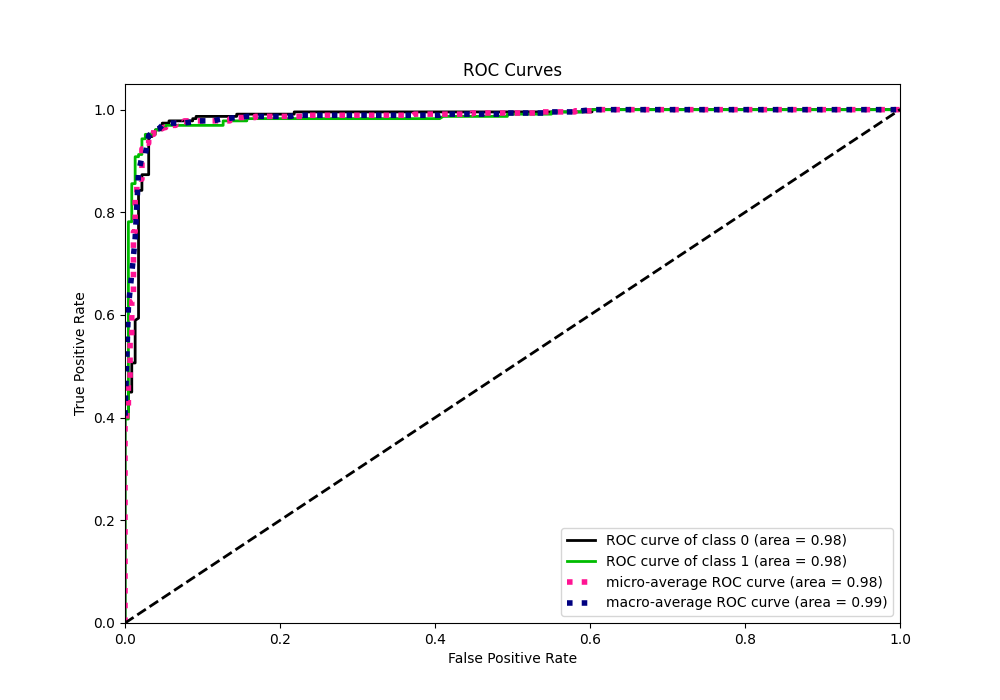 ROC Curves
1.0
0.8
0.6
0.4
0.2
0.0
True Positive Rate
ROC curve of class 0 (area = 0.98)
ROC curve of class 1 (area = 0.98)
micro-average ROC curve (area = 0.98)
macro-average ROC curve (area = 0.99)
0.0 0.2 0.4 0.6 0.8 1.0
False Positive Rate